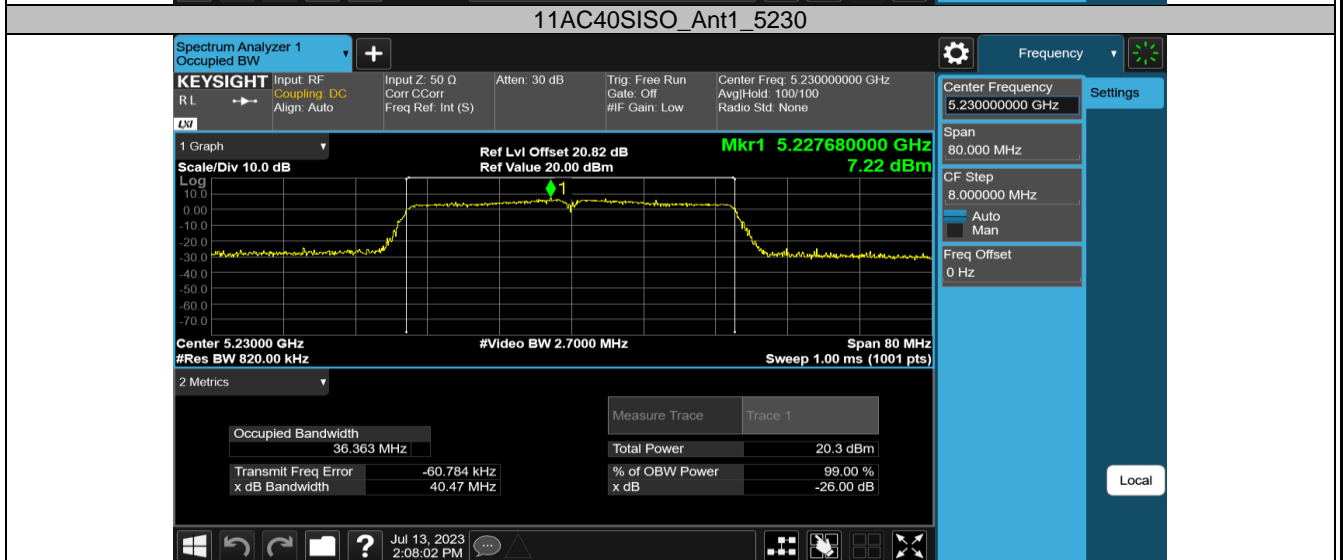 11AC40SISO_Ant1_5230
Spectrum Analyzer 1
Occupied BW
+
Frequency
KEYSIGHT
R L
LXI
Input: RF
Coupling: DC
Align: Auto
Input Z: 50 Ω
Corr CCorr
Freq Ref: Int (S)
Atten: 30 dB
Trig: Free Run
Gate: Off
#IF Gain: Low
Center Freq: 5.230000000 GHz
Avg|Hold: 100/100
Radio Std: None
Center Frequency
5.230000000 GHz
Settings
Span
80.000 MHz
CF Step
8.000000 MHz
Auto
Man
Freq Offset
0 Hz
1 Graph
Scale/Div 10.0 dB
Ref Lvl Offset 20.82 dB
Ref Value 20.00 dBm
Mkr1 5.227680000 GHz
7.22 dBm
Log
10.0
0.00
-10.0
-20.0
-30.0
-40.0
-50.0
-60.0
-70.0
1
Center 5.23000 GHz
#Res BW 820.00 kHz
#Video BW 2.7000 MHz
Span 80 MHz
Sweep 1.00 ms (1001 pts)
2 Metrics
Measure Trace Trace 1
Occupied Bandwidth
36.363 MHz
Total Power 20.3 dBm
Transmit Freq Error -60.784 kHz
% of OBW Power 99.00 %
x dB Bandwidth 40.47 MHz
x dB -26.00 dB
Local
?
Jul 13, 2023
2:08:02 PM